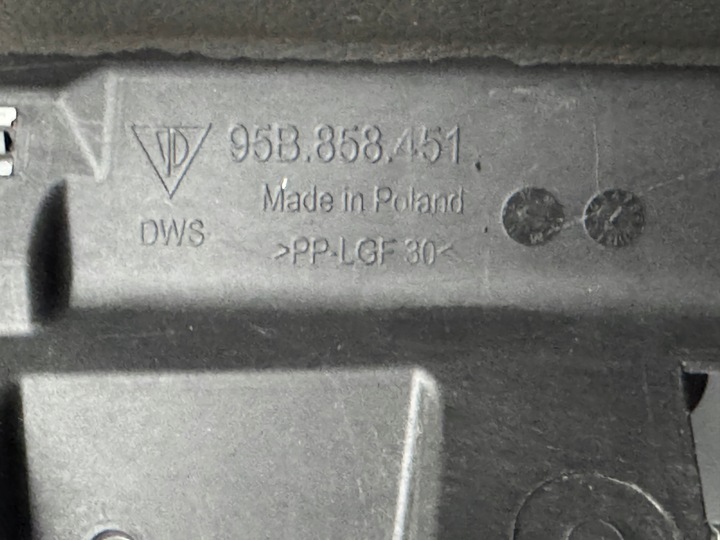 95B.858.451
Made in Poland
DWS
>PP-LGF 30<